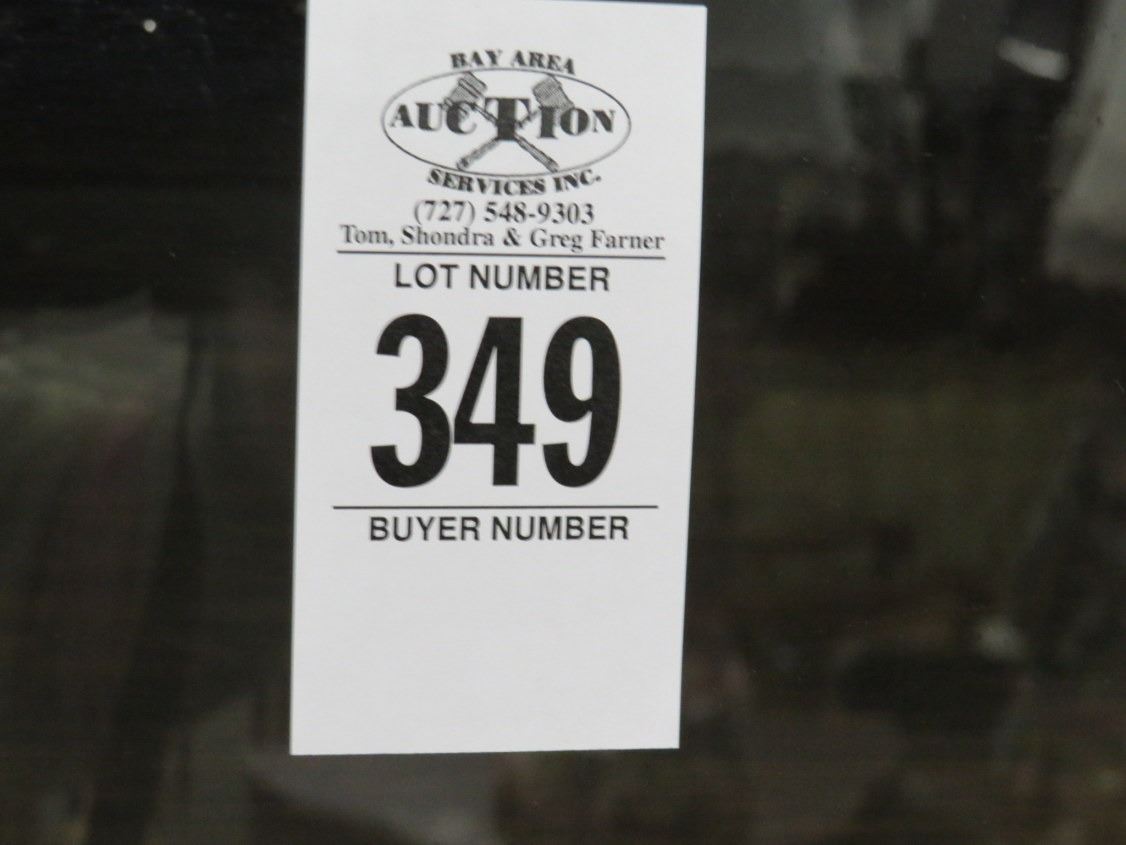 BAY AREA
AUCTION
SERVICES INC.
(727) 548-9303
Tom, Shondra & Greg Farner
LOT NUMBER
349
BUYER NUMBER